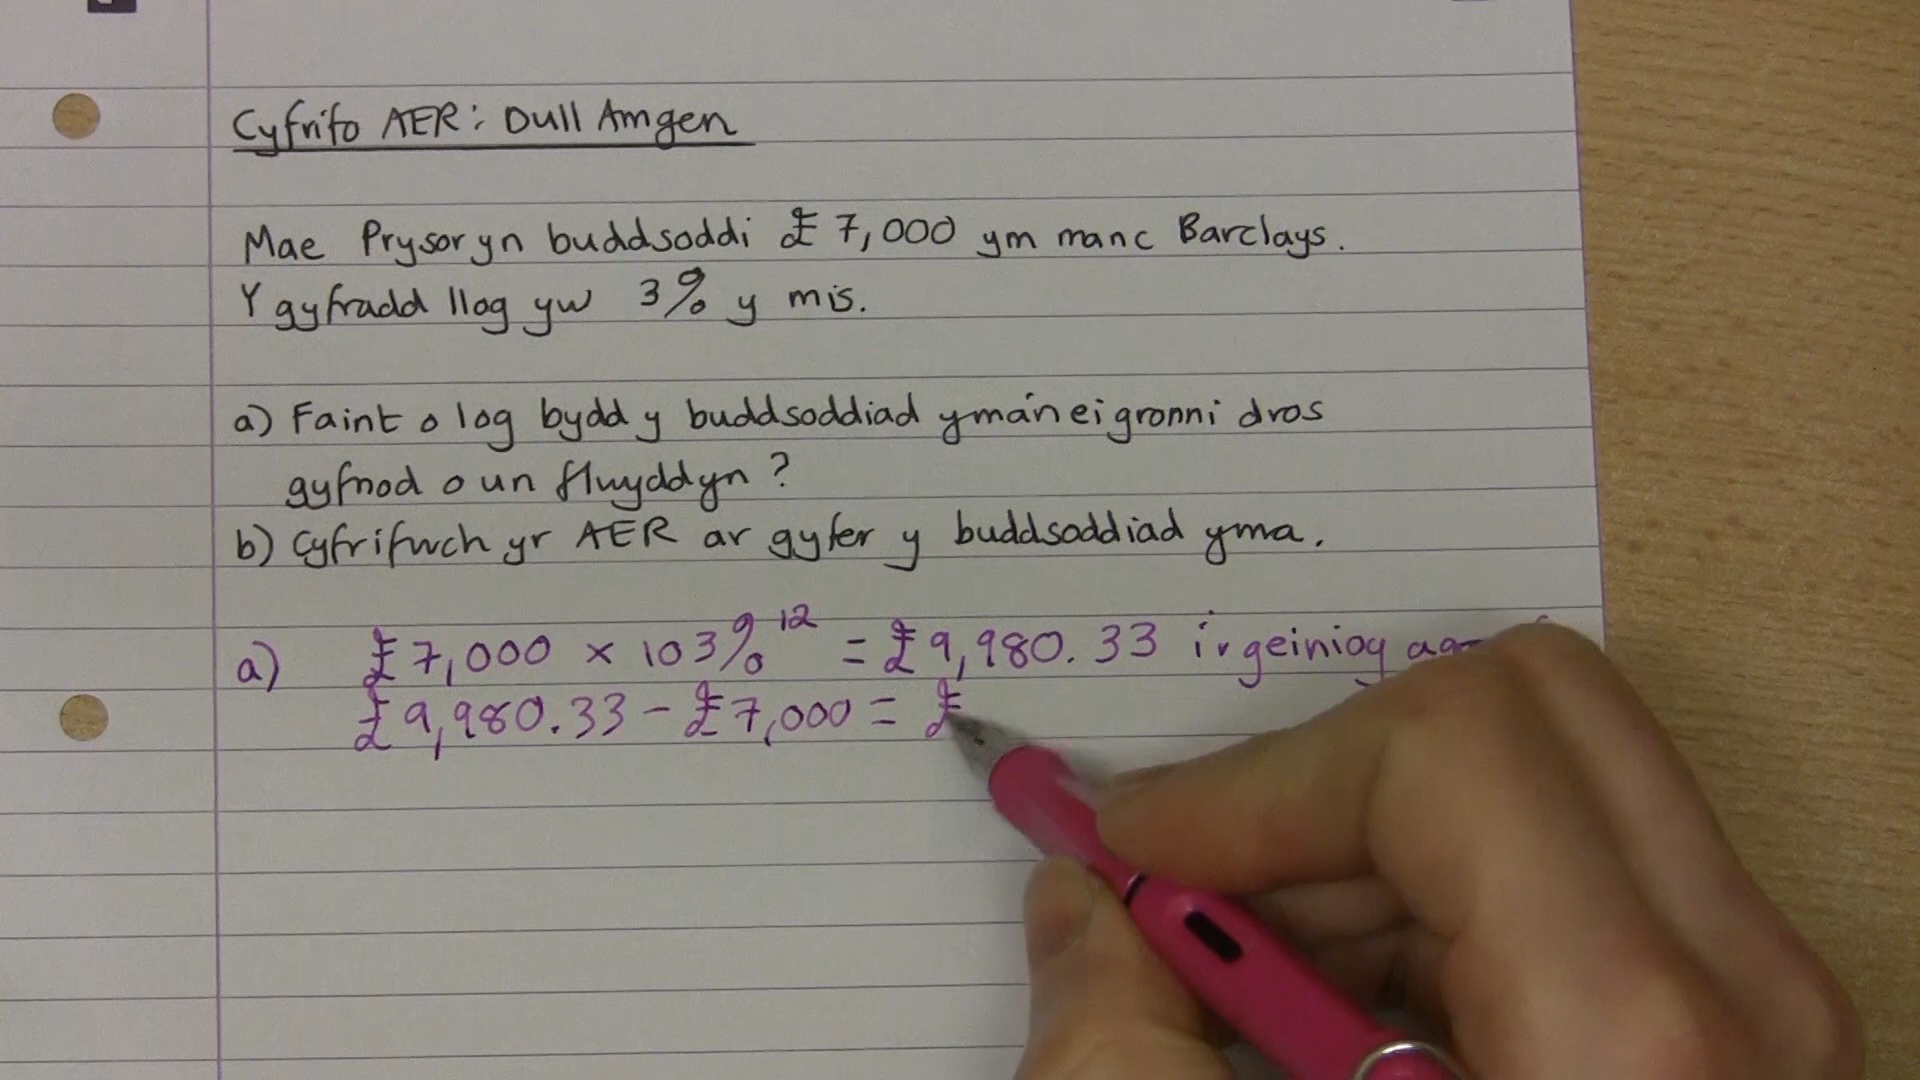 Cyfrifo AER: Dull Amgen
Mae Prysor yn buddsoddi £7,000 ym manc Barclays.
Y gyfradd llog yw 3% y mis.
a) Faint o log bydd y buddsoddiad yma'n ei gronni dros
gyfnod o un flwyddyn?
b) Cyfrifwch yr AER ar gyfer y buddsoddiad yma.
a) £7,000 × 103%¹² = £9,980.33 i'r geiniog
£9,980.33 - £7,000 = £